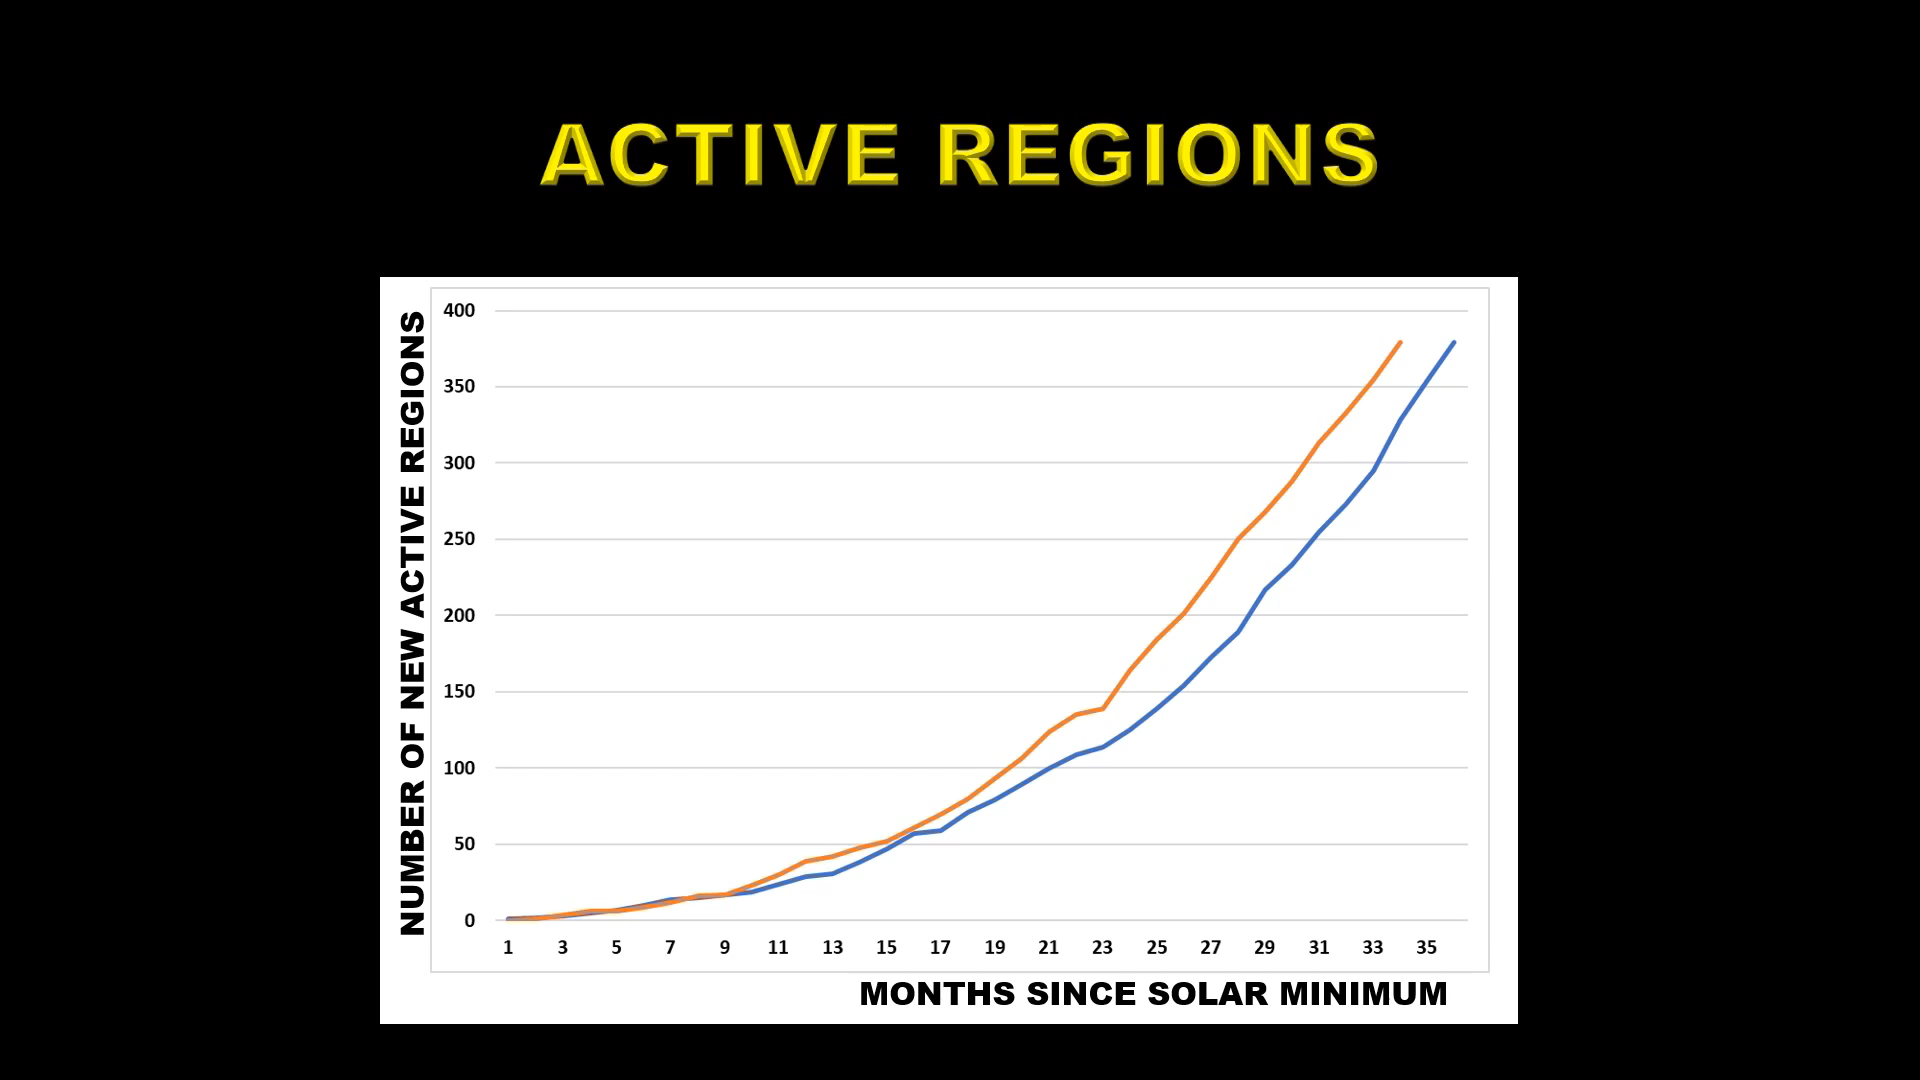 ACTIVE REGIONS
NUMBER OF NEW ACTIVE REGIONS
400
350
300
250
200
150
100
50
0
1 3 5 7 9 11 13 15 17 19 21 23 25 27 29 31 33 35
MONTHS SINCE SOLAR MINIMUM